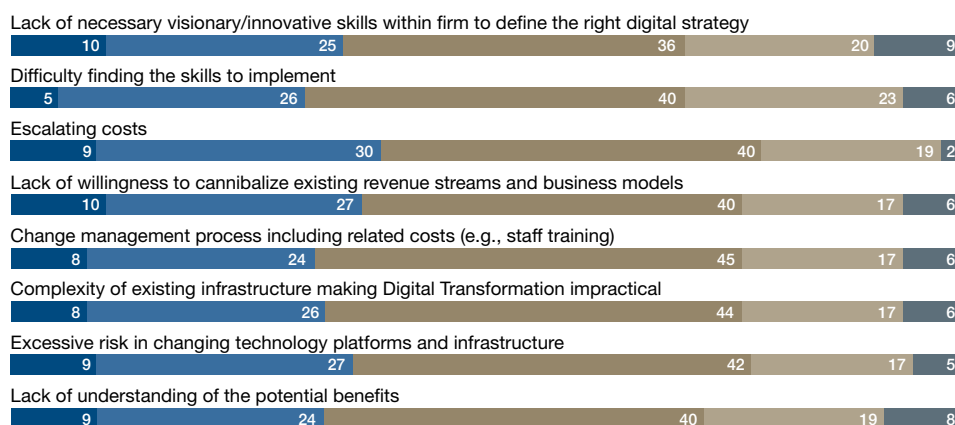 Lack of necessary visionary/innovative skills within firm to define the right digital strategy
10 25 36 20 9
Difficulty finding the skills to implement
5 26 40 23 6
Escalating costs
9 30 40 19 2
Lack of willingness to cannibalize existing revenue streams and business models
10 27 40 17 6
Change management process including related costs (e.g., staff training)
8 24 45 17 6
Complexity of existing infrastructure making Digital Transformation impractical
8 26 44 17 6
Excessive risk in changing technology platforms and infrastructure
9 27 42 17 5
Lack of understanding of the potential benefits
9 24 40 19 8